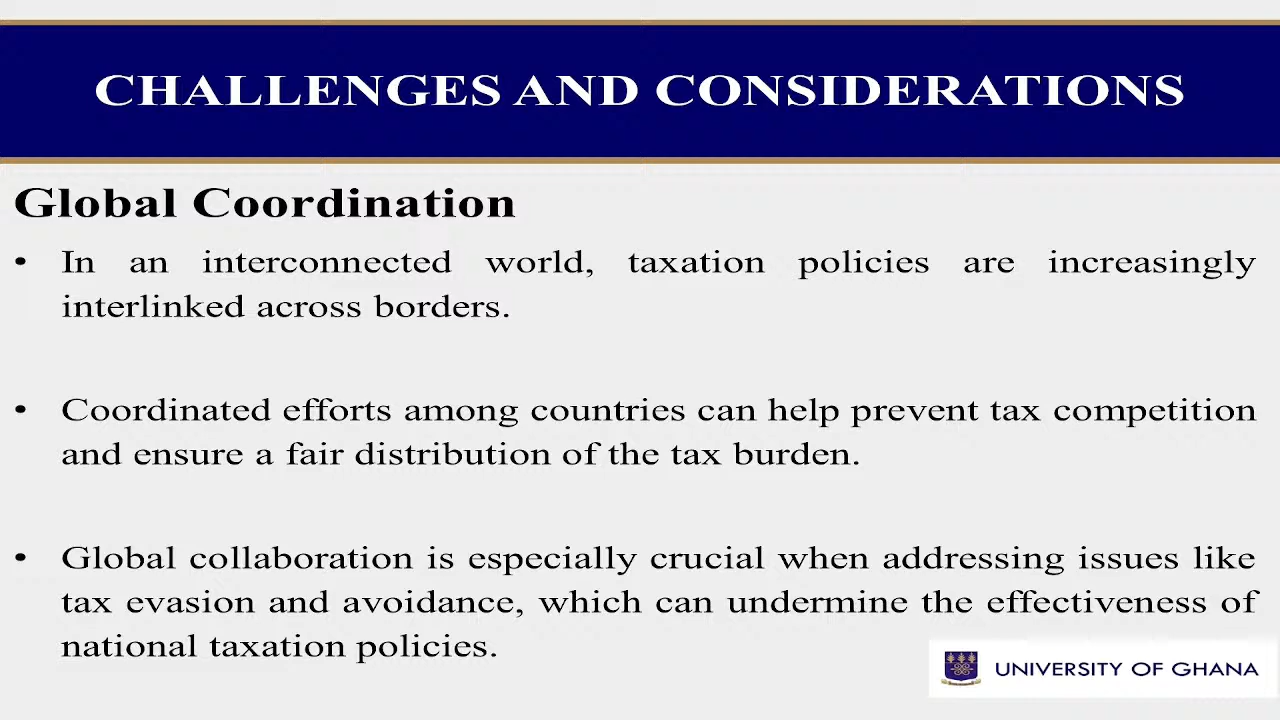 CHALLENGES AND CONSIDERATIONS
Global Coordination
• In an interconnected world, taxation policies are increasingly
interlinked across borders.
• Coordinated efforts among countries can help prevent tax competition
and ensure a fair distribution of the tax burden.
• Global collaboration is especially crucial when addressing issues like
tax evasion and avoidance, which can undermine the effectiveness of
national taxation policies.
UNIVERSITY OF GHANA